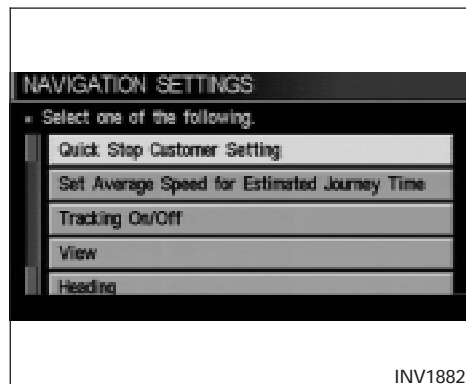 NAVIGATION SETTINGS
Select one of the following.
Quick Stop Customer Setting
Set Average Speed for Estimated Journey Time
Tracking On/Off
View
Heading
INV1882